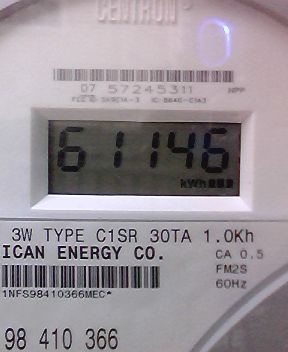 CENTRON
07 57245311 NPP
61146
kWh
3W TYPE C1SR 30TA 1.0Kh
ICAN ENERGY CO. CA 0.5
FM2S
60Hz
1NFS98410366MEC*
98 410 366